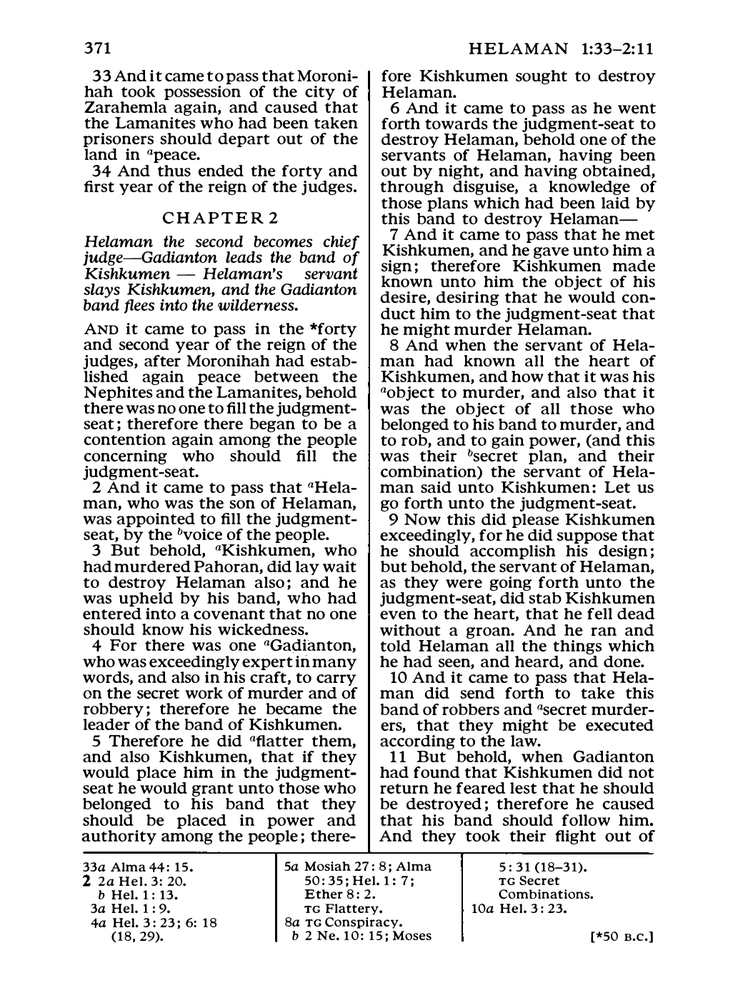 371
HELAMAN 1:33–2:11
33 And it came to pass that Moroni-
hah took possession of the city of
Zarahemla again, and caused that
the Lamanites who had been taken
prisoners should depart out of the
land in apeace.
34 And thus ended the forty and
first year of the reign of the judges.
CHAPTER 2
Helaman the second becomes chief
judge—Gadianton leads the band of
Kishkumen — Helaman's servant
slays Kishkumen, and the Gadianton
band flees into the wilderness.
AND it came to pass in the *forty
and second year of the reign of the
judges, after Moronihah had estab-
lished again peace between the
Nephites and the Lamanites, behold
there was no one to fill the judgment-
seat; therefore there began to be a
contention again among the people
concerning who should fill the
judgment-seat.
2 And it came to pass that aHela-
man, who was the son of Helaman,
was appointed to fill the judgment-
seat, by the bvoice of the people.
3 But behold, aKishkumen, who
had murdered Pahoran, did lay wait
to destroy Helaman also; and he
was upheld by his band, who had
entered into a covenant that no one
should know his wickedness.
4 For there was one aGadianton,
who was exceedingly expert in many
words, and also in his craft, to carry
on the secret work of murder and of
robbery; therefore he became the
leader of the band of Kishkumen.
5 Therefore he did aflatter them,
and also Kishkumen, that if they
would place him in the judgment-
seat he would grant unto those who
belonged to his band that they
should be placed in power and
authority among the people; there-
fore Kishkumen sought to destroy
Helaman.
6 And it came to pass as he went
forth towards the judgment-seat to
destroy Helaman, behold one of the
servants of Helaman, having been
out by night, and having obtained,
through disguise, a knowledge of
those plans which had been laid by
this band to destroy Helaman—
7 And it came to pass that he met
Kishkumen, and he gave unto him a
sign; therefore Kishkumen made
known unto him the object of his
desire, desiring that he would con-
duct him to the judgment-seat that
he might murder Helaman.
8 And when the servant of Hela-
man had known all the heart of
Kishkumen, and how that it was his
aobject to murder, and also that it
was the object of all those who
belonged to his band to murder, and
to rob, and to gain power, (and this
was their bsecret plan, and their
combination) the servant of Hela-
man said unto Kishkumen: Let us
go forth unto the judgment-seat.
9 Now this did please Kishkumen
exceedingly, for he did suppose that
he should accomplish his design;
but behold, the servant of Helaman,
as they were going forth unto the
judgment-seat, did stab Kishkumen
even to the heart, that he fell dead
without a groan. And he ran and
told Helaman all the things which
he had seen, and heard, and done.
10 And it came to pass that Hela-
man did send forth to take this
band of robbers and asecret murder-
ers, that they might be executed
according to the law.
11 But behold, when Gadianton
had found that Kishkumen did not
return he feared lest that he should
be destroyed; therefore he caused
that his band should follow him.
And they took their flight out of
33a Alma 44: 15.
2 2a Hel. 3: 20.
b Hel. 1: 13.
3a Hel. 1: 9.
4a Hel. 3: 23; 6: 18
(18, 29).
5a Mosiah 27: 8; Alma
50: 35; Hel. 1: 7;
Ether 8: 2.
TG Flattery.
8a TG Conspiracy.
b 2 Ne. 10: 15; Moses
5: 31 (18–31).
TG Secret
Combinations.
10a Hel. 3: 23.
[*50 B.C.]